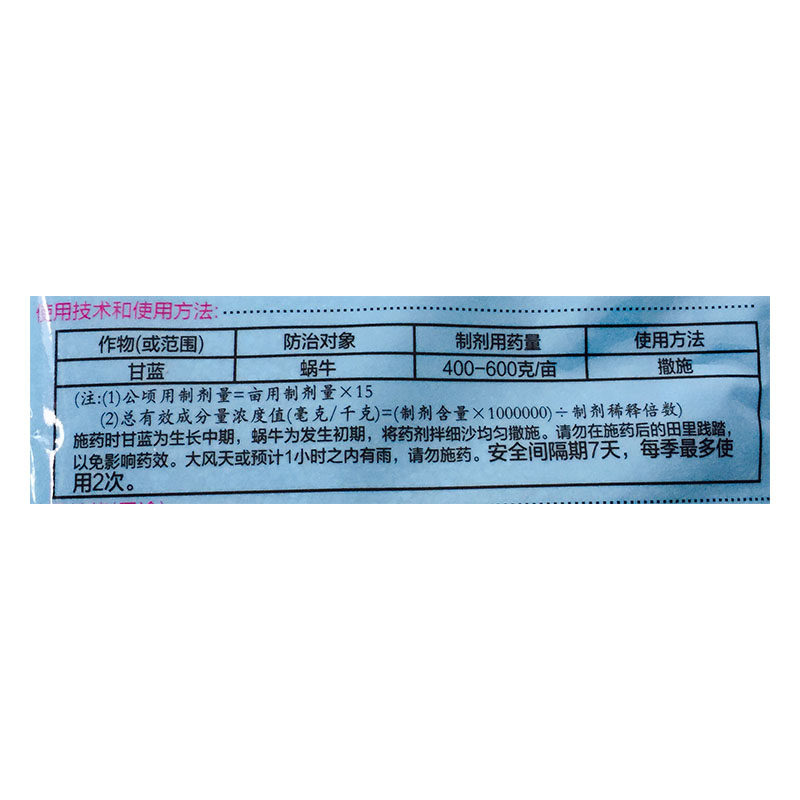 使用技术和使用方法:
作物(或范围) 防治对象 制剂用药量 使用方法
甘蓝 蜗牛 400-600克/亩 撒施
(注:(1)公顷用制剂量=亩用制剂量×15
(2)总有效成分量浓度值(毫克/千克)=(制剂含量×1000000)÷制剂稀释倍数)
施药时甘蓝为生长中期，蜗牛为发生初期，将药剂拌细沙均匀撒施。请勿在施药后的田里践踏，
以免影响药效。大风天或预计1小时之内有雨，请勿施药。安全间隔期7天，每季最多使
用2次。